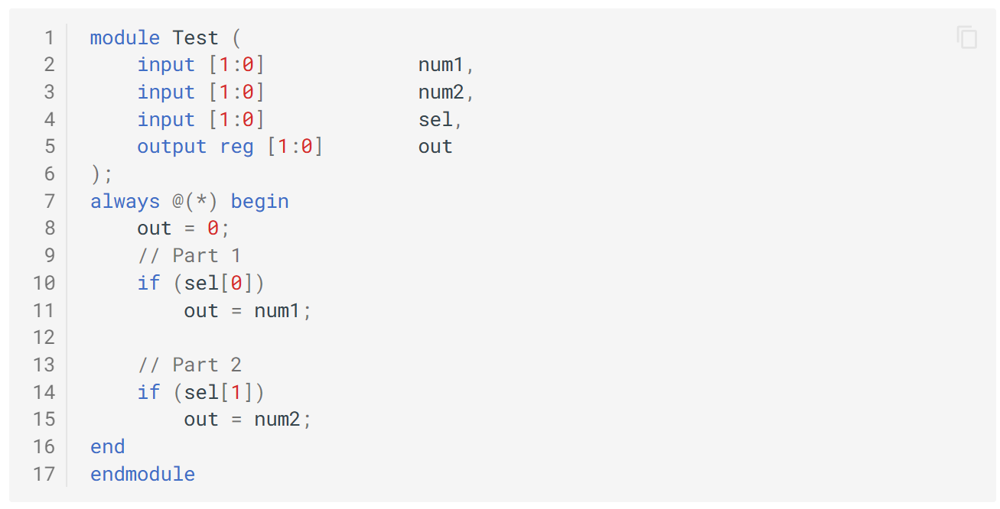 1 module Test (
2     input [1:0]             num1,
3     input [1:0]             num2,
4     input [1:0]             sel,
5     output reg [1:0]        out
6 );
7 always @(*) begin
8     out = 0;
9     // Part 1
10     if (sel[0])
11         out = num1;
12
13     // Part 2
14     if (sel[1])
15         out = num2;
16 end
17 endmodule